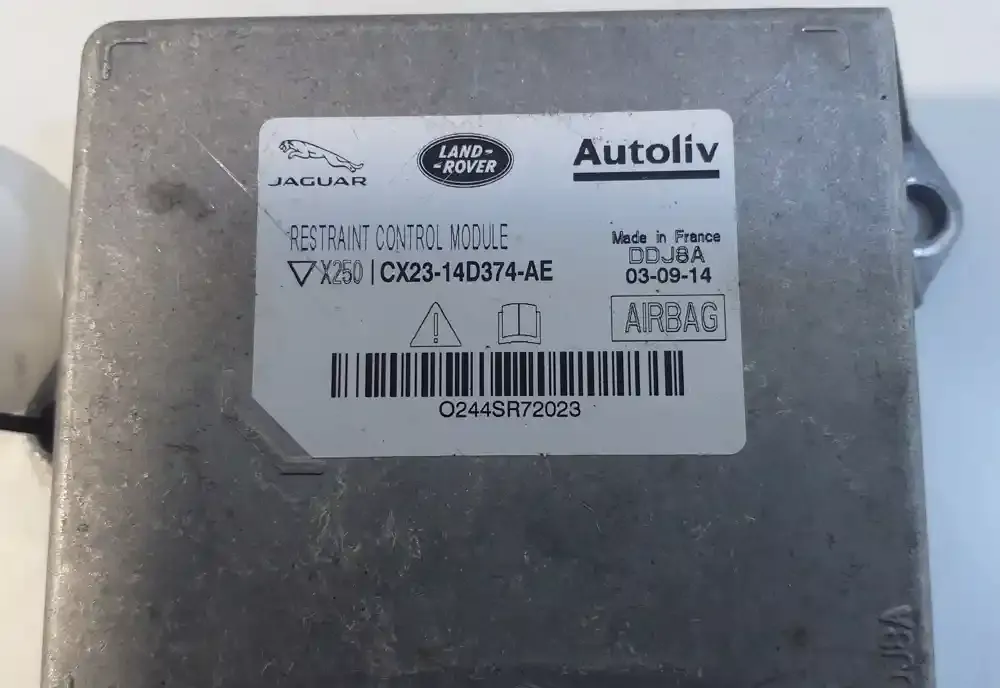 JAGUAR
LAND-
-ROVER
Autoliv
RESTRAINT CONTROL MODULE
X250 | CX23-14D374-AE
Made in France
DDJ8A
03-09-14
AIRBAG
O244SR72023